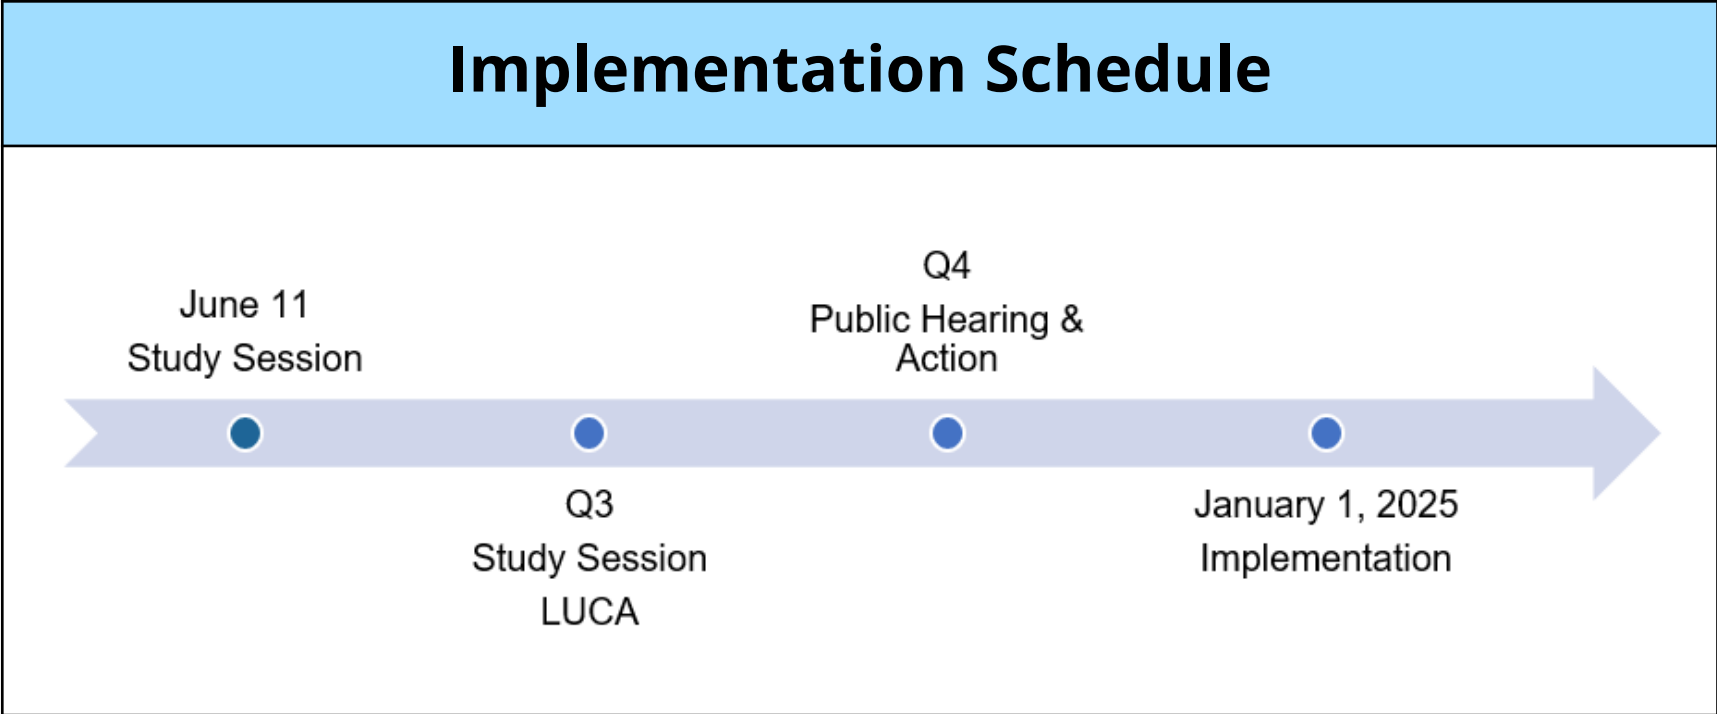 Implementation Schedule
June 11
Study Session
Q3
Study Session
LUCA
Q4
Public Hearing &
Action
January 1, 2025
Implementation